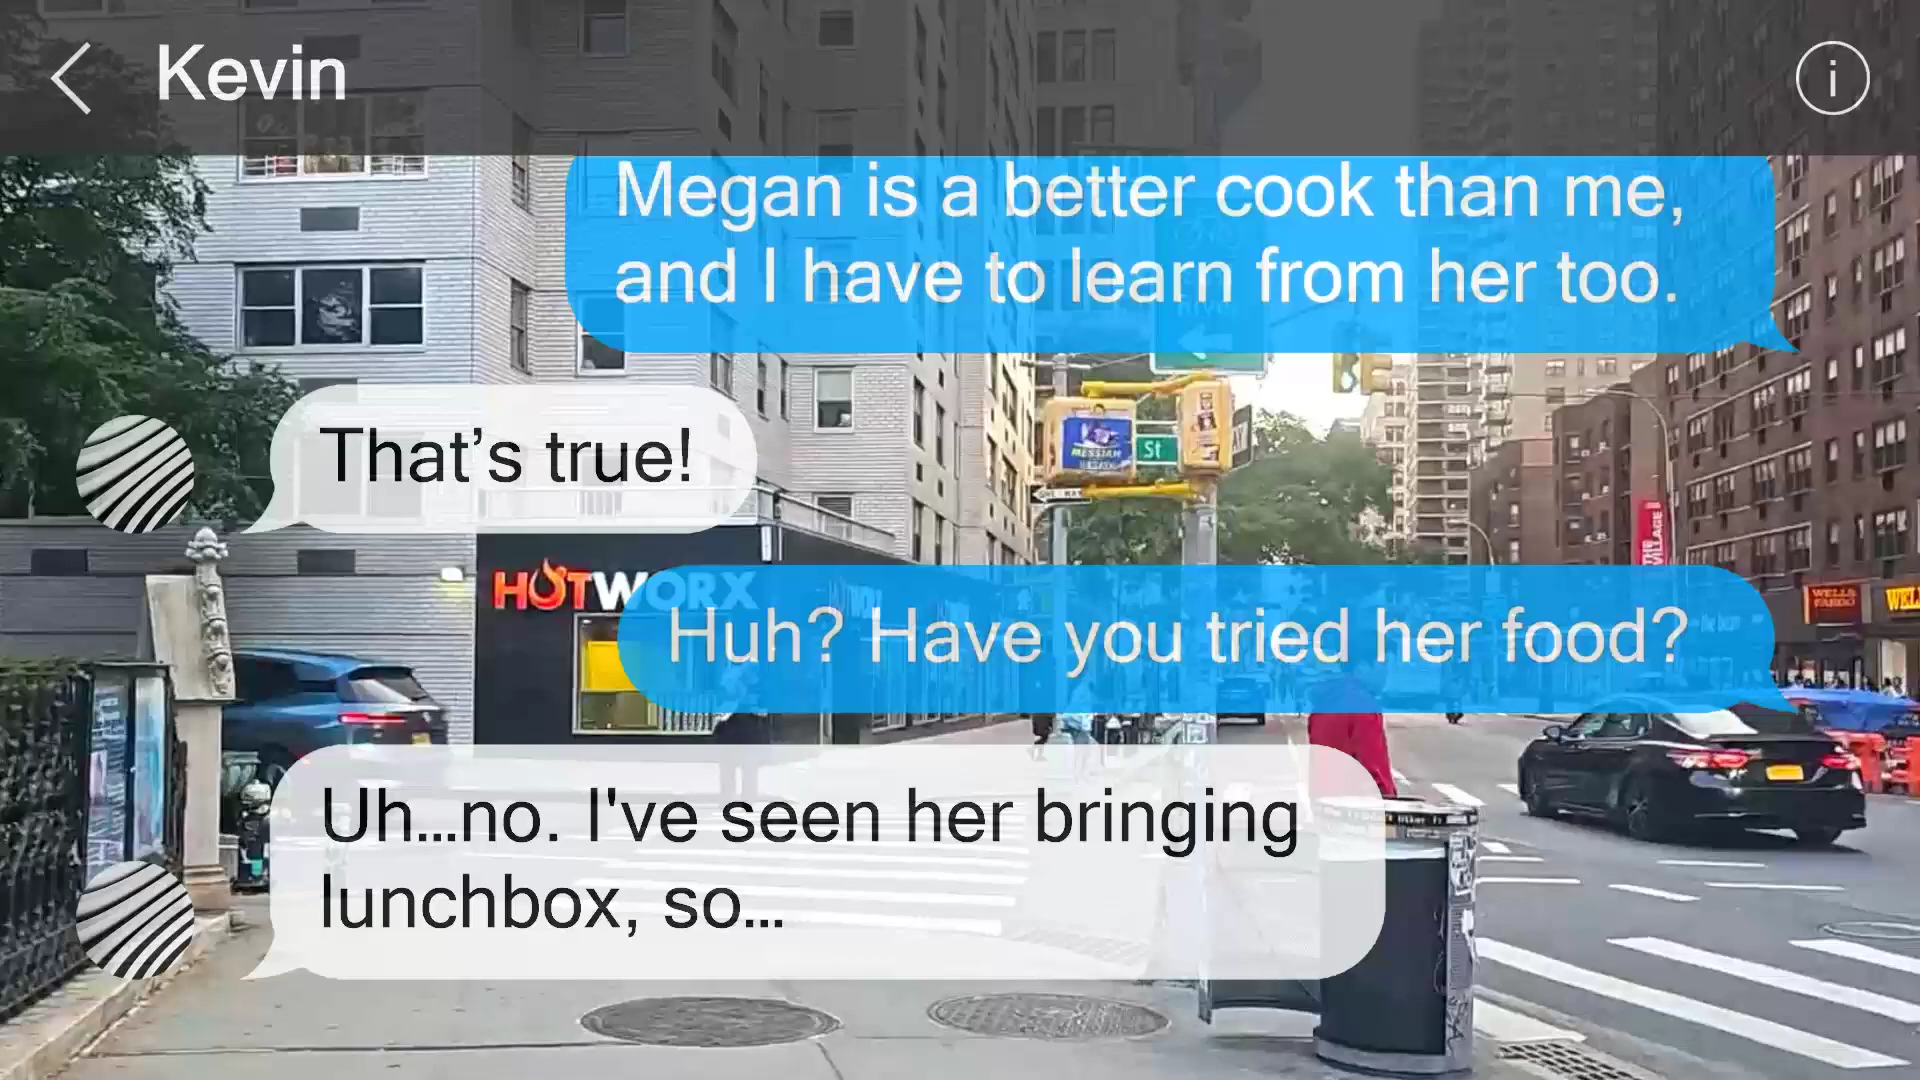 Kevin
i
Megan is a better cook than me,
and I have to learn from her too.
That’s true!
St
MESSIAH
HOTWORX
WELLS
FARGO
Huh? Have you tried her food?
Uh...no. I've seen her bringing
lunchbox, so...